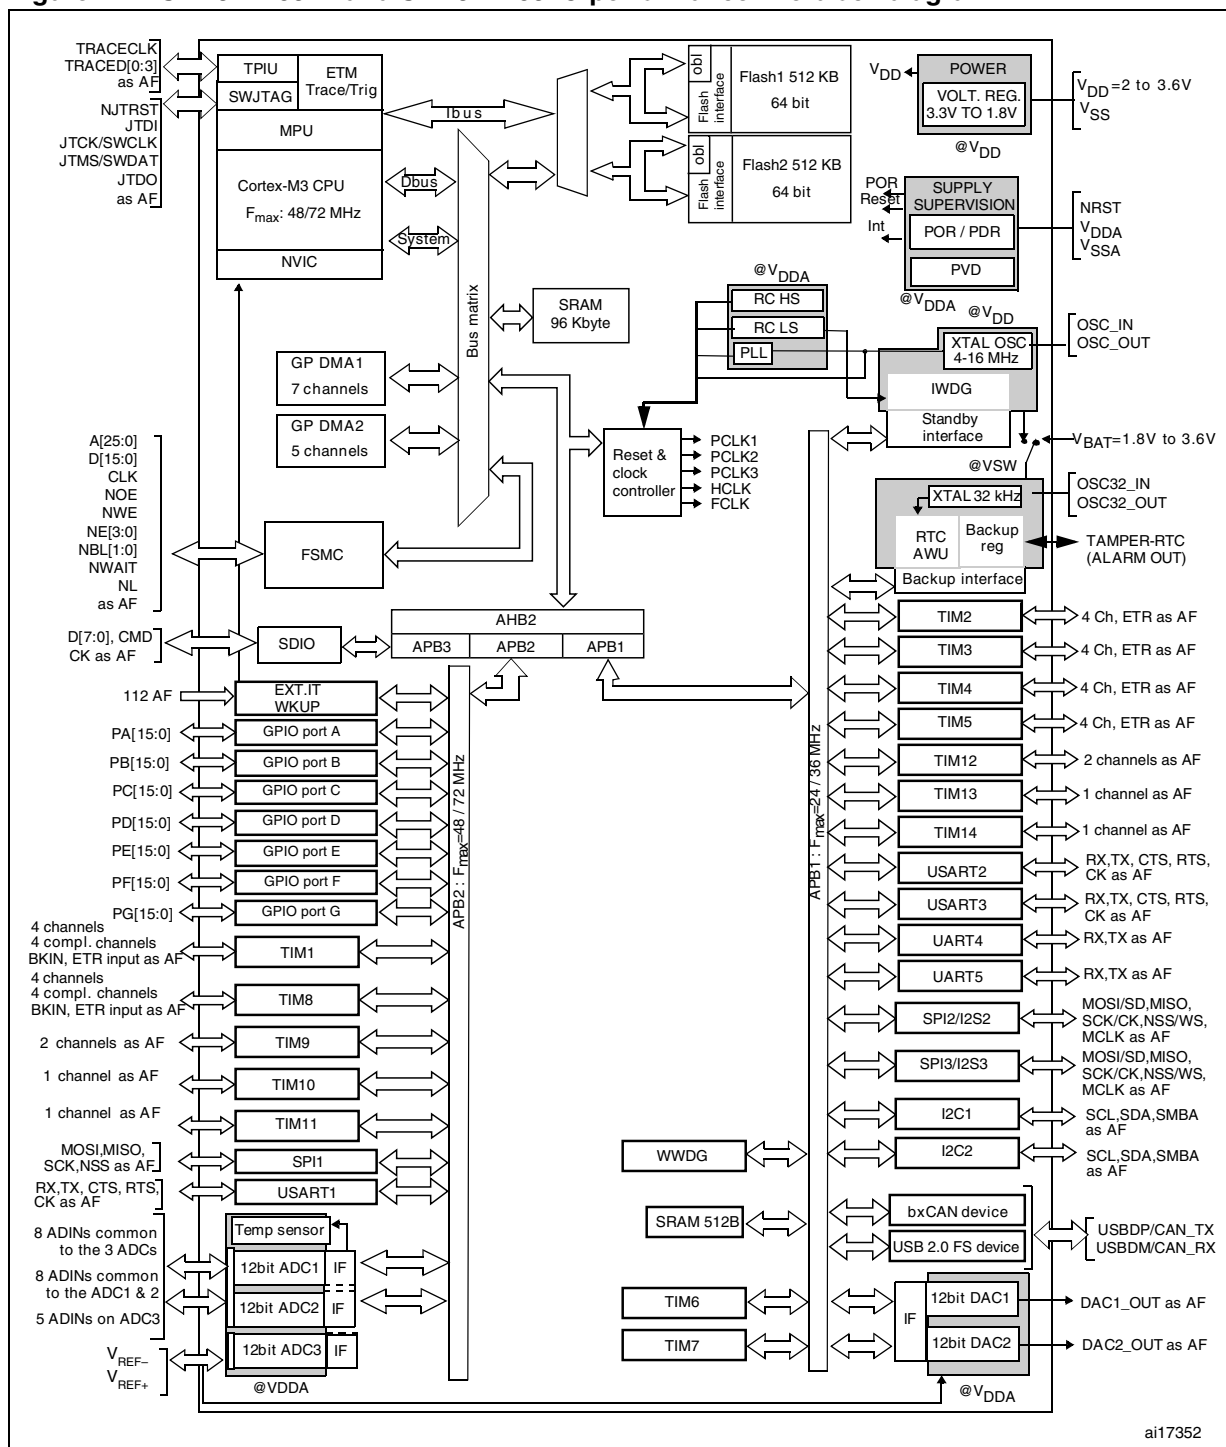 TRACECLK
TRACED[0:3]
as AF
NJTRST
JTDI
JTCK/SWCLK
JTMS/SWDAT
JTDO
as AF
TPIU
SWJTAG
ETM
Trace/Trig
MPU
Cortex-M3 CPU
Fmax: 48/72 MHz
NVIC
Ibus
Dbus
System
Bus matrix
obl
Flash
interface
Flash1 512 KB
64 bit
obl
Flash
interface
Flash2 512 KB
64 bit
VDD
POWER
VOLT. REG.
3.3V TO 1.8V
@VDD
VDD=2 to 3.6V
VSS
POR
Reset
Int
SUPPLY
SUPERVISION
POR / PDR
PVD
@VDDA
NRST
VDDA
VSSA
SRAM
96 Kbyte
GP DMA1
7 channels
GP DMA2
5 channels
@VDDA
RC HS
RC LS
PLL
@VDD
XTAL OSC
4-16 MHz
IWDG
Standby
interface
OSC_IN
OSC_OUT
VBAT=1.8V to 3.6V
@VSW
Reset &
clock
controller
PCLK1
PCLK2
PCLK3
HCLK
FCLK
XTAL 32 kHz
RTC
AWU
Backup
reg
Backup interface
OSC32_IN
OSC32_OUT
TAMPER-RTC
(ALARM OUT)
A[25:0]
D[15:0]
CLK
NOE
NWE
NE[3:0]
NBL[1:0]
NWAIT
NL
as AF
FSMC
D[7:0], CMD
CK as AF
SDIO
AHB2
APB3
APB2
APB1
112 AF
EXT.IT
WKUP
PA[15:0]
GPIO port A
PB[15:0]
GPIO port B
PC[15:0]
GPIO port C
PD[15:0]
GPIO port D
PE[15:0]
GPIO port E
PF[15:0]
GPIO port F
PG[15:0]
GPIO port G
4 channels
4 compl. channels
BKIN, ETR input as AF
TIM1
4 channels
4 compl. channels
BKIN, ETR input as AF
TIM8
2 channels as AF
TIM9
1 channel as AF
TIM10
1 channel as AF
TIM11
MOSI,MISO,
SCK,NSS as AF
SPI1
RX,TX, CTS, RTS,
CK as AF
USART1
Temp sensor
8 ADINs common
to the 3 ADCs
8 ADINs common
to the ADC1 & 2
5 ADINs on ADC3
12bit ADC1
IF
12bit ADC2
IF
12bit ADC3
IF
VREF–
VREF+
@VDDA
APB2 : Fmax=48 / 72 MHz
APB1 : Fmax=24 / 36 MHz
WWDG
SRAM 512B
TIM6
TIM7
TIM2
4 Ch, ETR as AF
TIM3
4 Ch, ETR as AF
TIM4
4 Ch, ETR as AF
TIM5
4 Ch, ETR as AF
TIM12
2 channels as AF
TIM13
1 channel as AF
TIM14
1 channel as AF
USART2
RX,TX, CTS, RTS,
CK as AF
USART3
RX,TX, CTS, RTS,
CK as AF
UART4
RX,TX as AF
UART5
RX,TX as AF
SPI2/I2S2
MOSI/SD,MISO,
SCK/CK,NSS/WS,
MCLK as AF
SPI3/I2S3
MOSI/SD,MISO,
SCK/CK,NSS/WS,
MCLK as AF
I2C1
SCL,SDA,SMBA
as AF
I2C2
SCL,SDA,SMBA
as AF
bxCAN device
USB 2.0 FS device
USBDP/CAN_TX
USBDM/CAN_RX
IF
12bit DAC1
DAC1_OUT as AF
12bit DAC2
DAC2_OUT as AF
@VDDA
ai17352